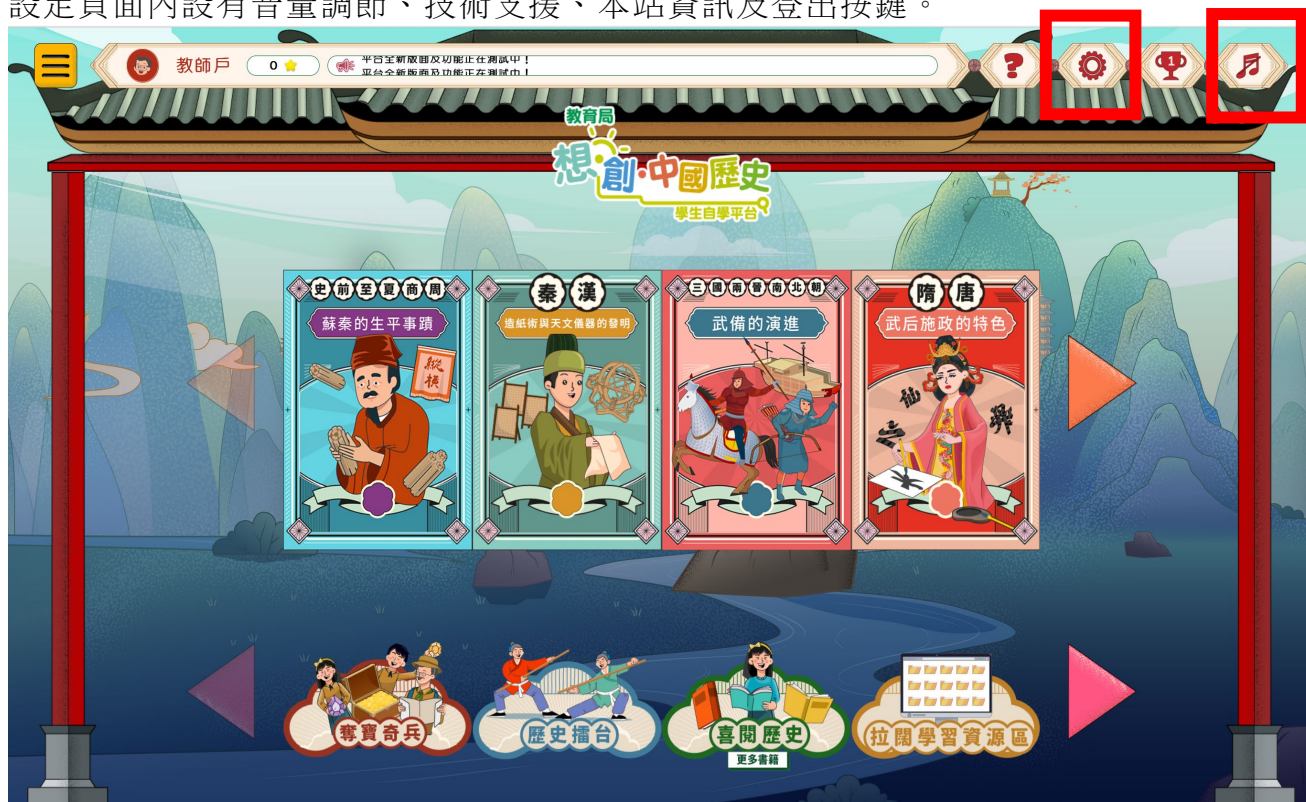 設定頁面內設有音量調節、技術支援、本站資訊及登出按鍵。
教師戶
0
平台全新版面及功能正在測試中！
平台全新版面及功能正在測試中！
?
1
教育局
想·創·中國歷史
學生自學平台
史前至夏商周
蘇秦的生平事蹟
縱橫
秦漢
造紙術與天文儀器的發明
三國兩晉南北朝
武備的演進
隋唐
武后施政的特色
奪寶奇兵
歷史擂台
喜閱歷史
更多書籍
拉闊學習資源區